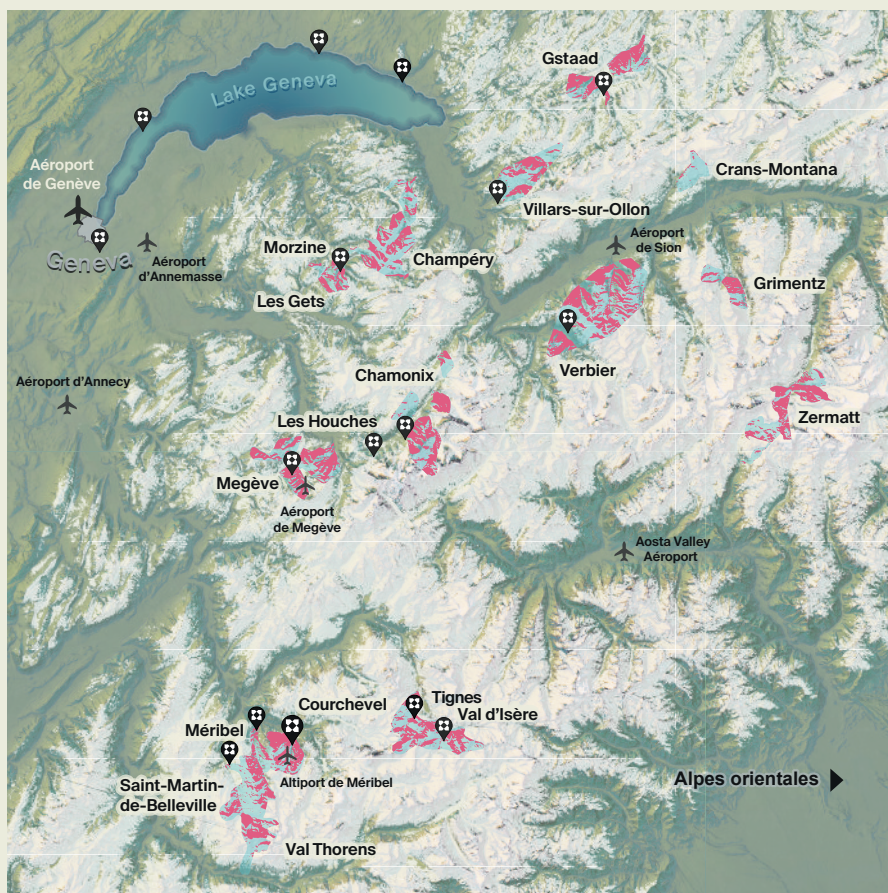 Gstaad
Lake Geneva
Aéroport
de Genève
Crans-Montana
Villars-sur-Ollon
Aéroport
de Sion
Morzine
Geneva
Aéroport
d'Annemasse
Champéry
Les Gets
Grimentz
Verbier
Chamonix
Aéroport d'Annecy
Les Houches
Zermatt
Megève
Aéroport
de Megève
Aosta Valley
Aéroport
Tignes
Courchevel
Val d'Isère
Méribel
Altiport de Méribel
Alpes orientales
Saint-Martin-
de-Belleville
Val Thorens